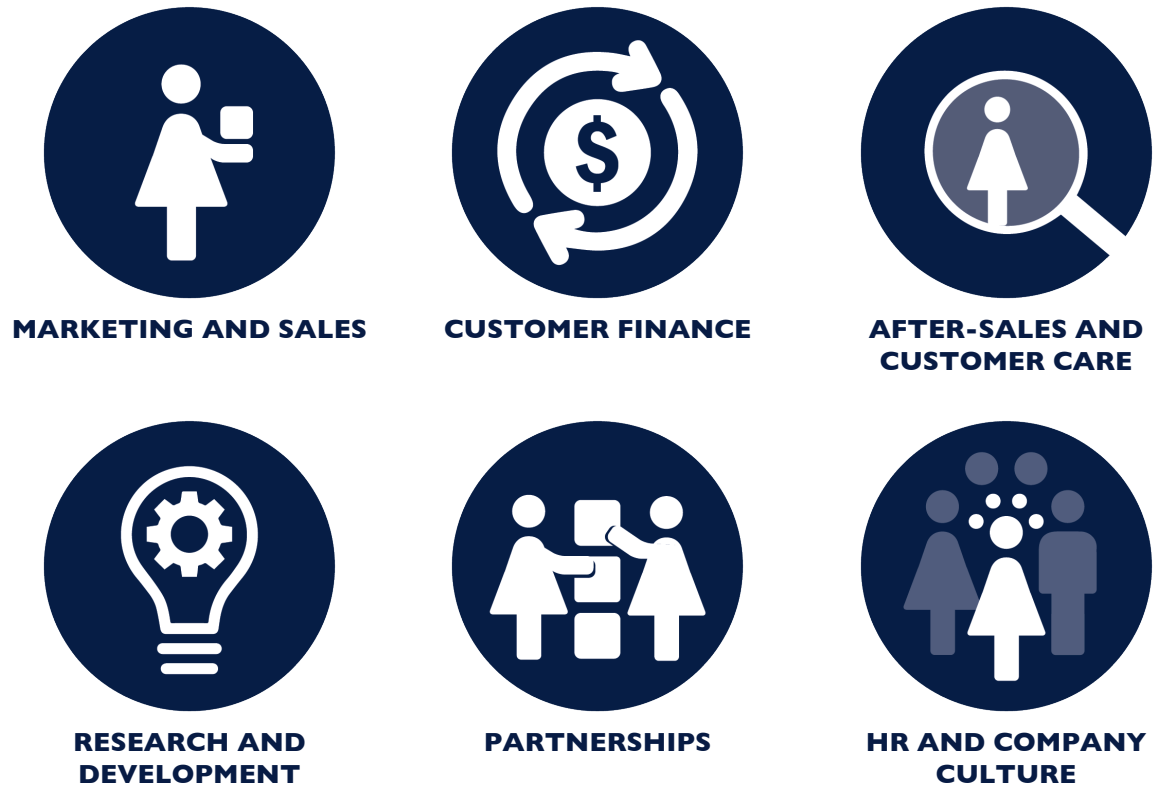 $
MARKETING AND SALES
CUSTOMER FINANCE
AFTER-SALES AND
CUSTOMER CARE
RESEARCH AND
DEVELOPMENT
PARTNERSHIPS
HR AND COMPANY
CULTURE